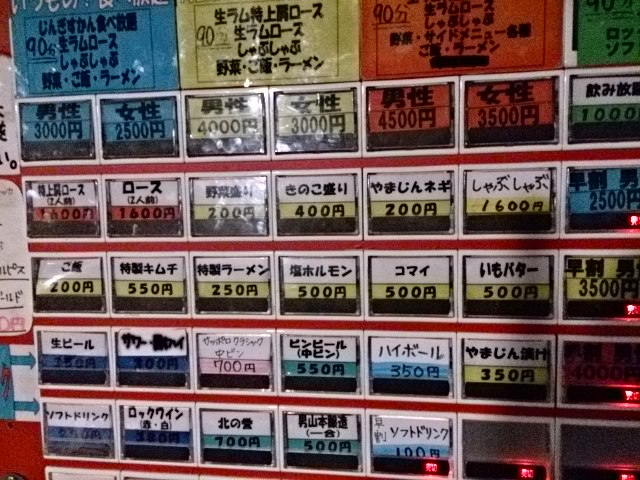 じんぎすかん食べ放題
90分 生ラムロース
しゃぶしゃぶ
野菜・ご飯・ラーメン
生ラム特上肩ロース
90分 生ラムロース
しゃぶしゃぶ
野菜・ご飯・ラーメン
90分
しゃぶしゃぶ
野菜・サイドメニュー各種
ご飯・ラーメン
90分
男性
3000円
女性
2500円
男性
4000円
女性
3000円
男性
4500円
女性
3500円
飲み放題
1000円
特上肩ロース
(2人前)
1600円
ロース
(2人前)
1600円
野菜盛り
200円
きのこ盛り
400円
やまじんネギ
200円
しゃぶしゃぶ
1600円
早割 男
2500円
ご飯
200円
特製キムチ
550円
特製ラーメン
250円
塩ホルモン
500円
コマイ
500円
いもバター
500円
早割 男
3500円
生ビール
サッポロクラシック
中ビン
700円
ビンビール
(中ビン)
550円
ハイボール
350円
やまじん漬け
350円
4000円
ソフトドリンク
ロックワイン
(赤・白)
北の誉
700円
男山本醸造
(一合)
500円
早割 ソフトドリンク
100円